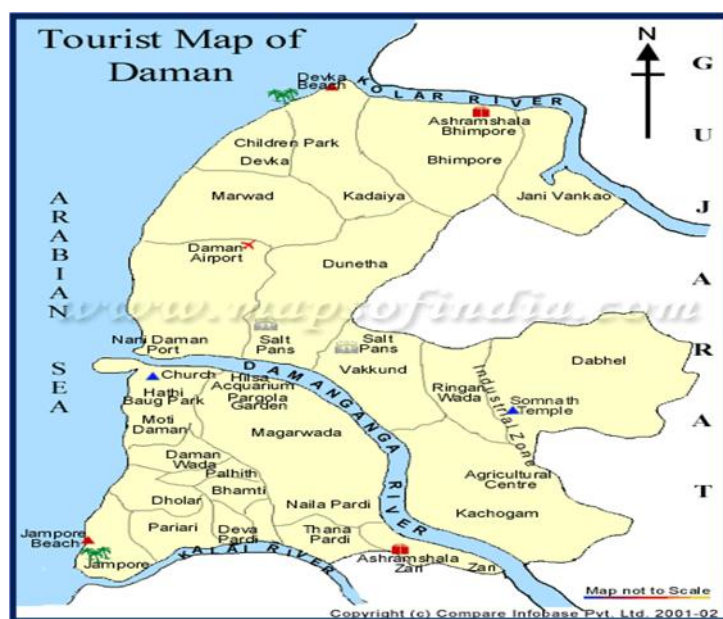 Tourist Map of
Daman
N
GUJARAT
Devka
Beach
KOLAR RIVER
Ashramshala
Bhimpore
Children Park
Devka
Bhimpore
Marwad
Kadaiya
Jani Vankao
ARABIAN SEA
Daman
Airport
Dunetha
www.mapsofindia.com
Nani Daman
Port
Salt
Pans
Salt
Pans
Vakkund
Dabhel
DAMANGANGA RIVER
Church
Hilsa
Acquarium
Hathi
Baug Park
Pargola
Garden
Ringan
Wada
Industrial Zone
Somnath
Temple
Moti
Daman
Magarwada
Daman
Wada
Palhith
Agricultural
Centre
Bhamti
Dholar
Naila Pardi
Kachogam
Pariari
Deva
Pardi
Thana
Pardi
Jampore
Beach
Jampore
KALAI RIVER
Ashramshala
Zari
Zari
Map not to Scale
Copyright (c) Compare Infobase Pvt. Ltd. 2001-02